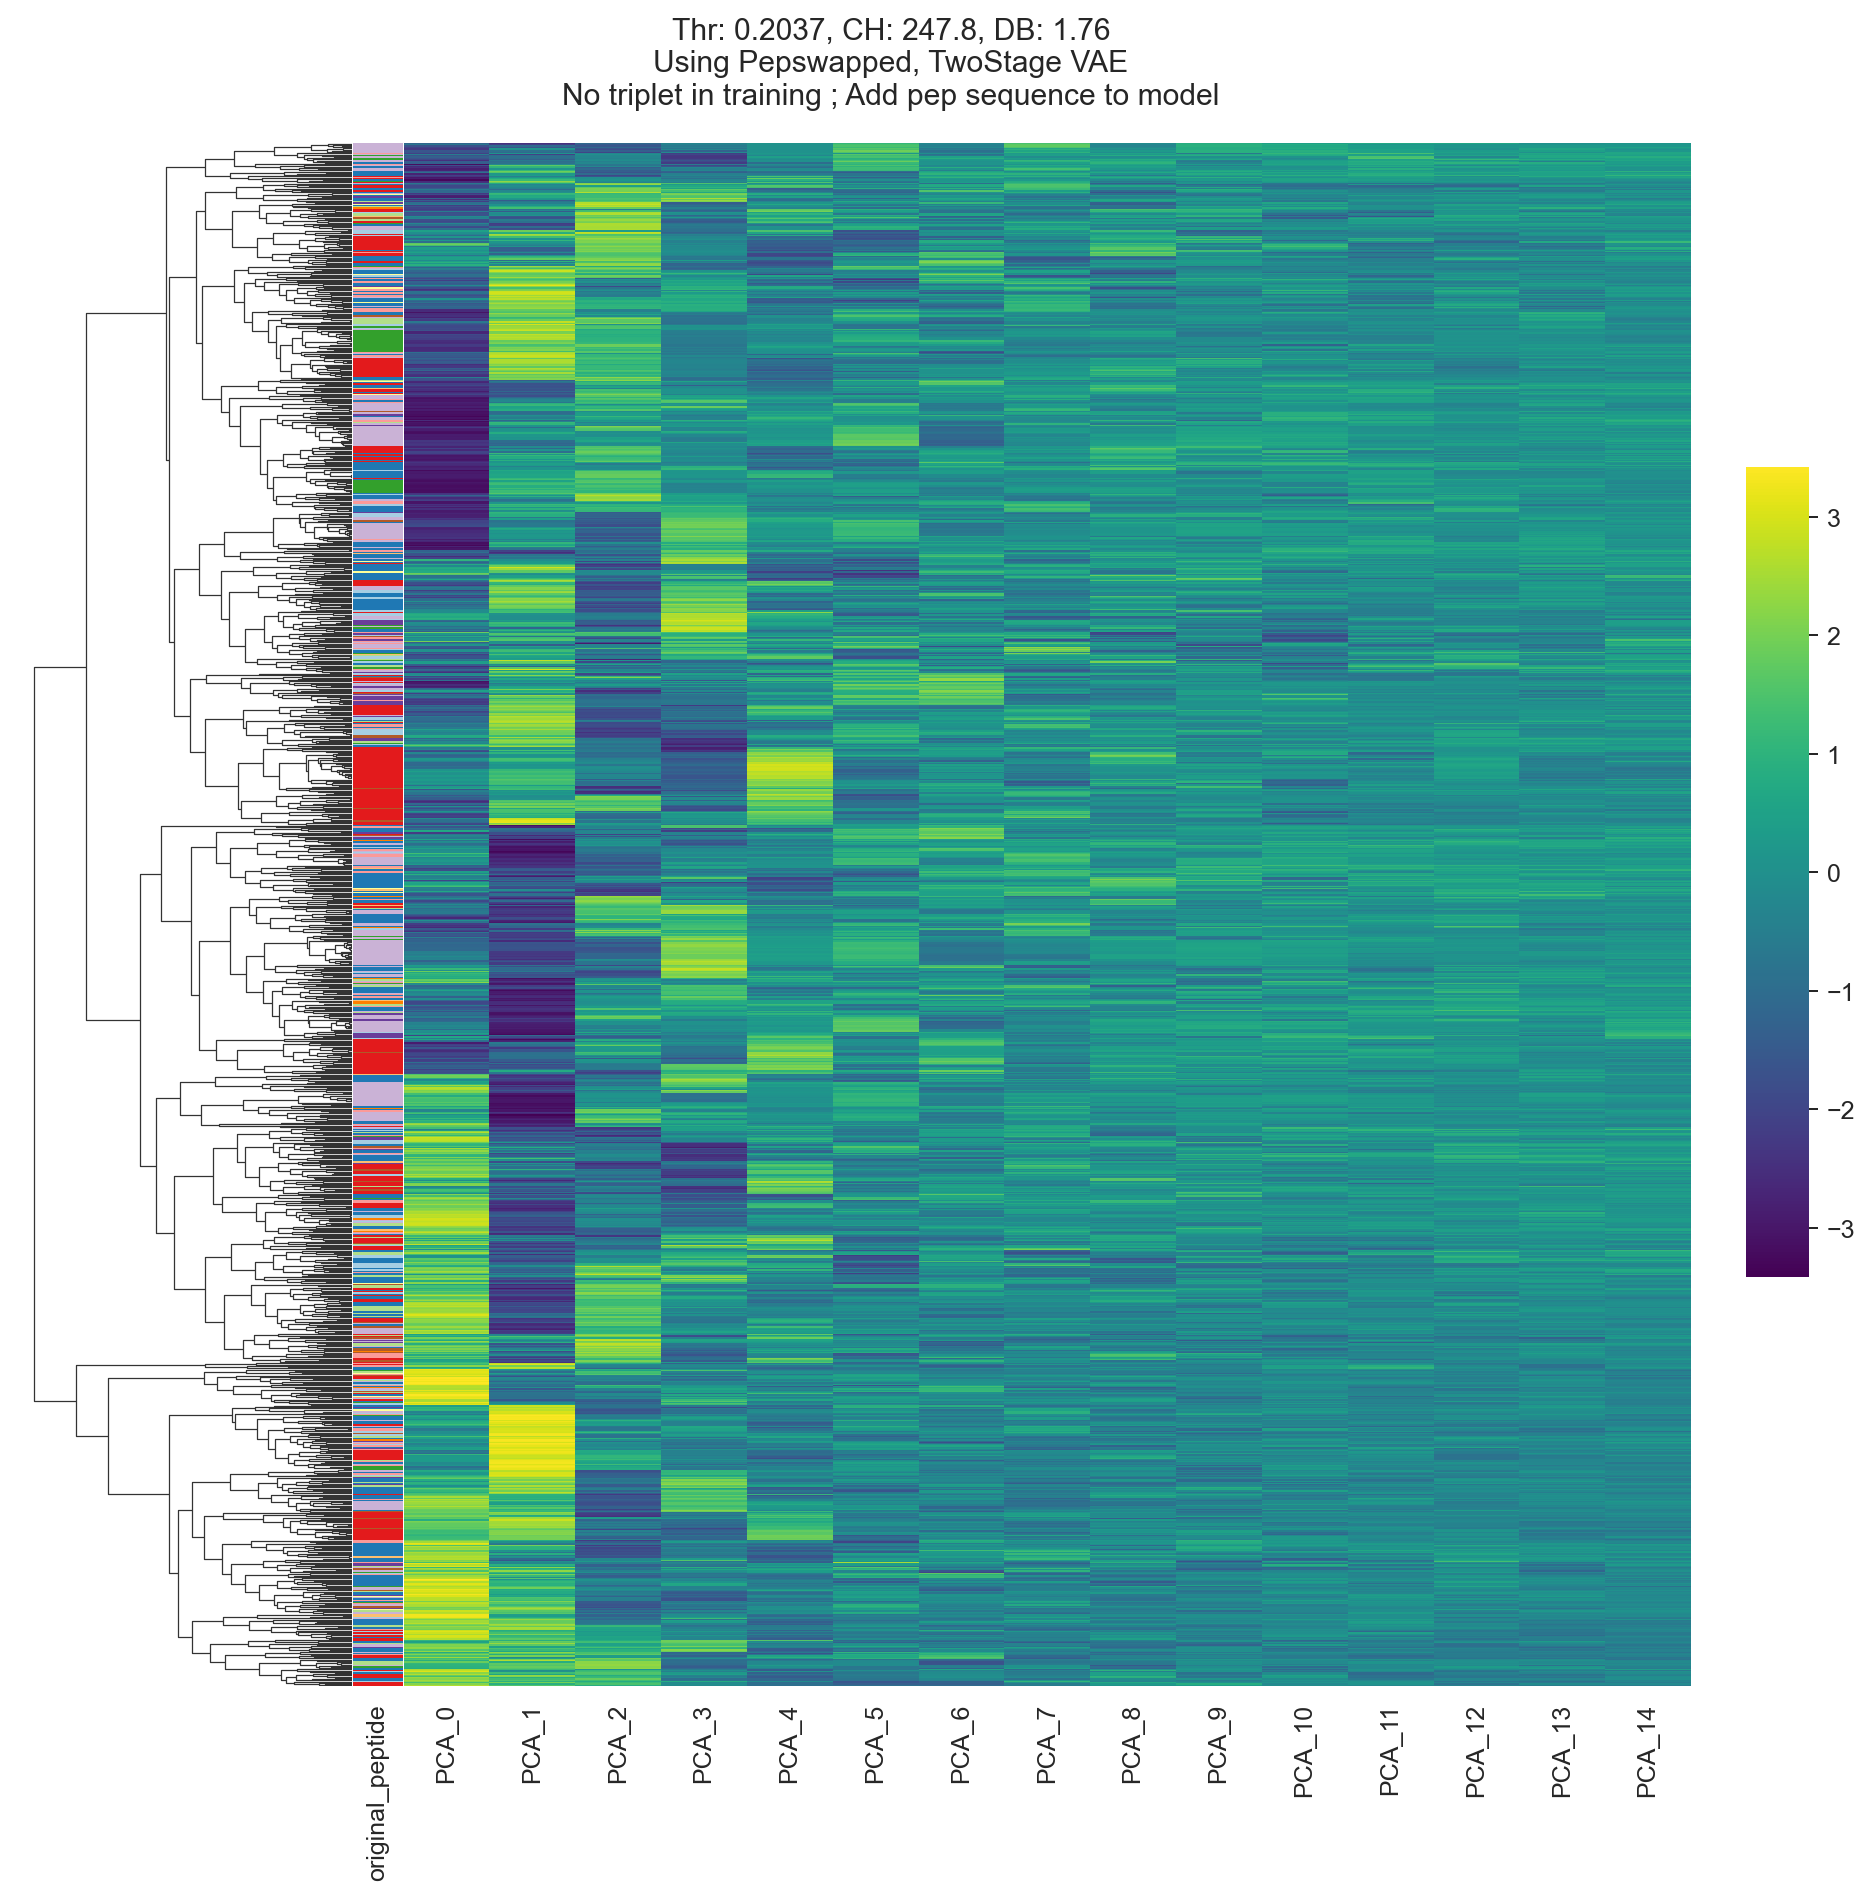 Thr: 0.2037, CH: 247.8, DB: 1.76
Using Pepswapped, TwoStage VAE
No triplet in training ; Add pep sequence to model
3
2
1
0
−1
−2
−3
original_peptide
PCA_0
PCA_1
PCA_2
PCA_3
PCA_4
PCA_5
PCA_6
PCA_7
PCA_8
PCA_9
PCA_10
PCA_11
PCA_12
PCA_13
PCA_14